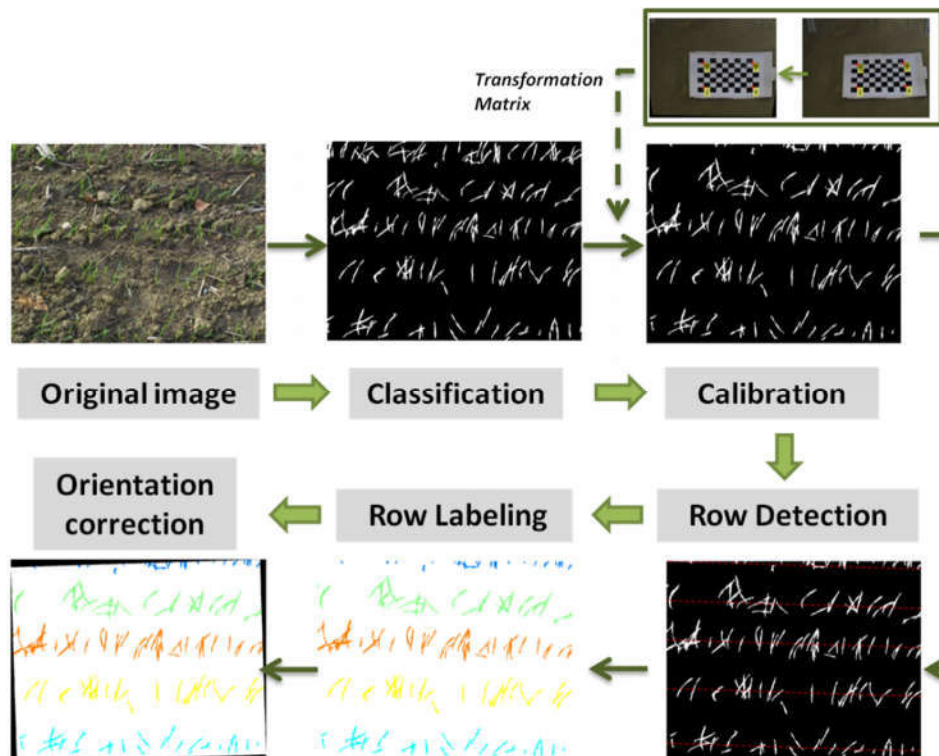 Transformation
Matrix
Original image
Classification
Calibration
Orientation
correction
Row Labeling
Row Detection